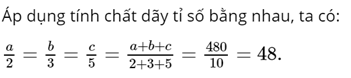 Áp dụng tính chất dãy tỉ số bằng nhau, ta có:
a/2 = b/3 = c/5 = (a+b+c)/(2+3+5) = 480/10 = 48.